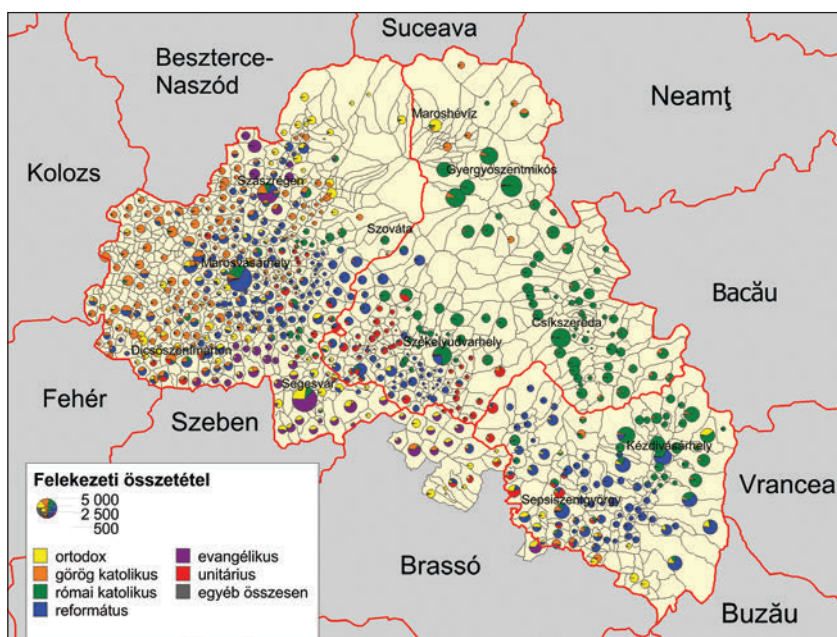 Suceava
Beszterce-
Naszód
Neamţ
Maroshévíz
Kolozs
Gyergyószentmikós
Szászrégen
Szováta
Marosvásárhely
Bacău
Csíkszereda
Székelyudvarhely
Dicsőszentmárton
Segesvár
Fehér
Szeben
Kézdivásárhely
Vrancea
Sepsiszentgyörgy
Brassó
Buzău
Felekezeti összetétel
5 000
2 500
500
ortodox
görög katolikus
római katolikus
református
evangélikus
unitárius
egyéb összesen